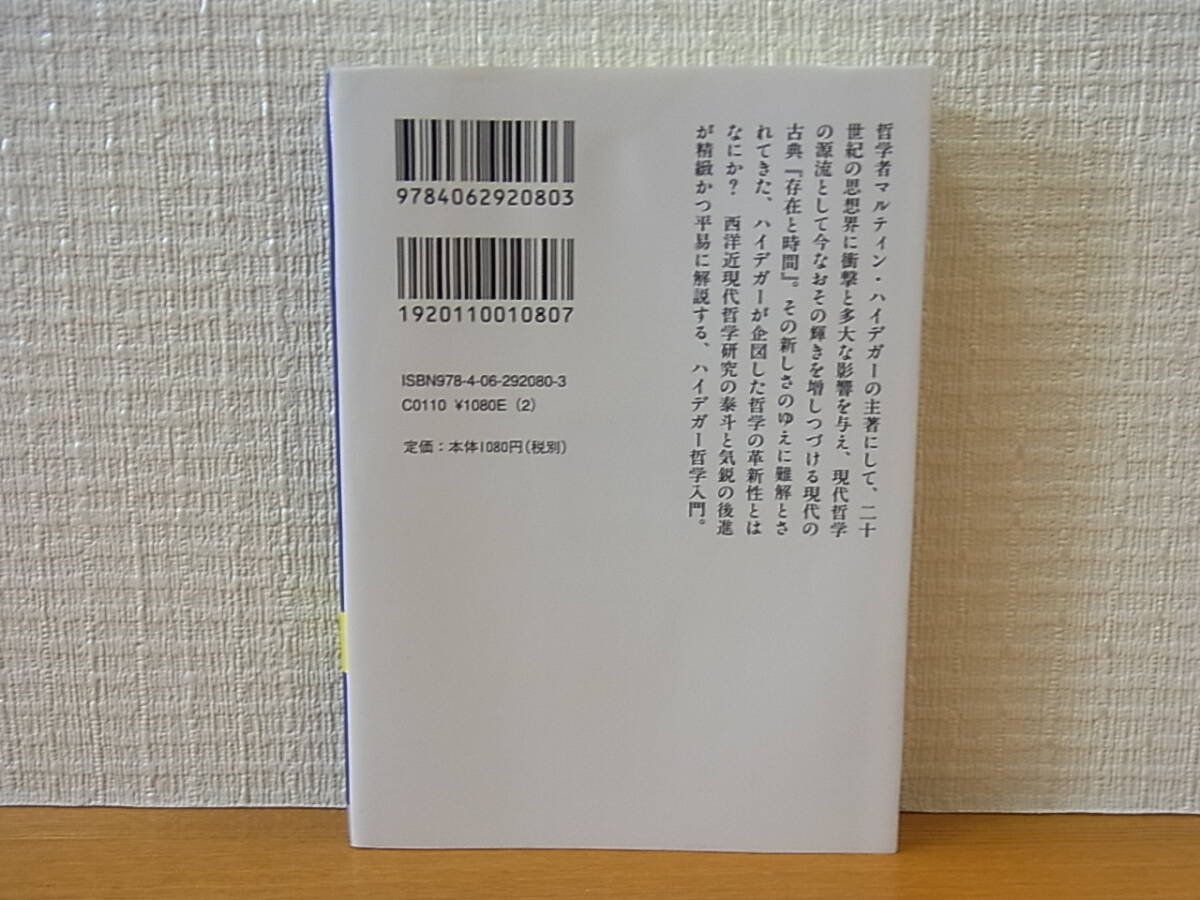 哲学者マルティン・ハイデガーの主著にして、二十
世紀の思想界に衝撃と多大な影響を与え、現代哲学
の源流として今なおその輝きを増しつづける現代の
古典『存在と時間』。その新しさのゆえに難解とさ
れてきた、ハイデガーが企図した哲学の革新性とは
なにか？　西洋近現代哲学研究の泰斗と気鋭の後進
が精緻かつ平易に解説する、ハイデガー哲学入門。
9784062920803
1920110010807
ISBN978-4-06-292080-3
C0110 ¥1080E (2)
定価：本体1080円（税別）